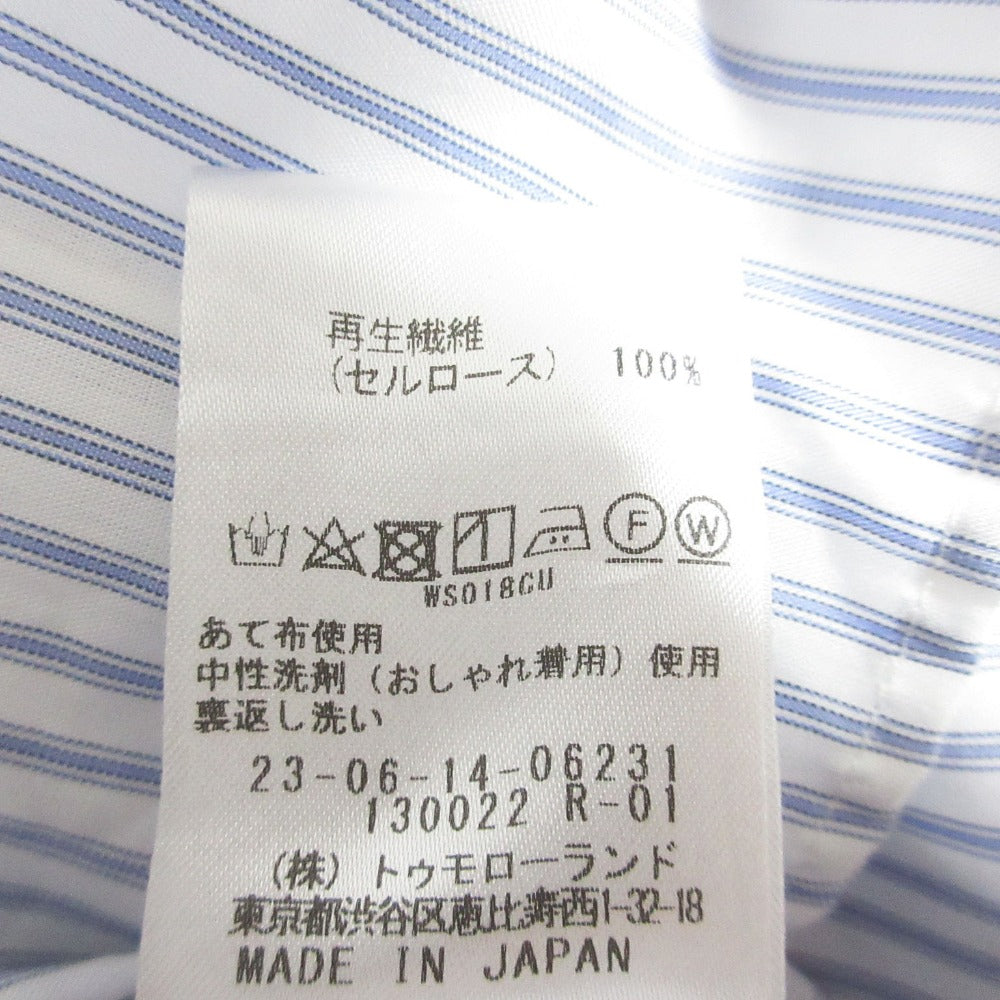 再生繊維
(セルロース) 100%
F W
WS018CU
あて布使用
中性洗剤(おしゃれ着用)使用
裏返し洗い
23-06-14-06231
130022 R-01
(株)トゥモローランド
東京都渋谷区恵比寿西1-32-18
MADE IN JAPAN